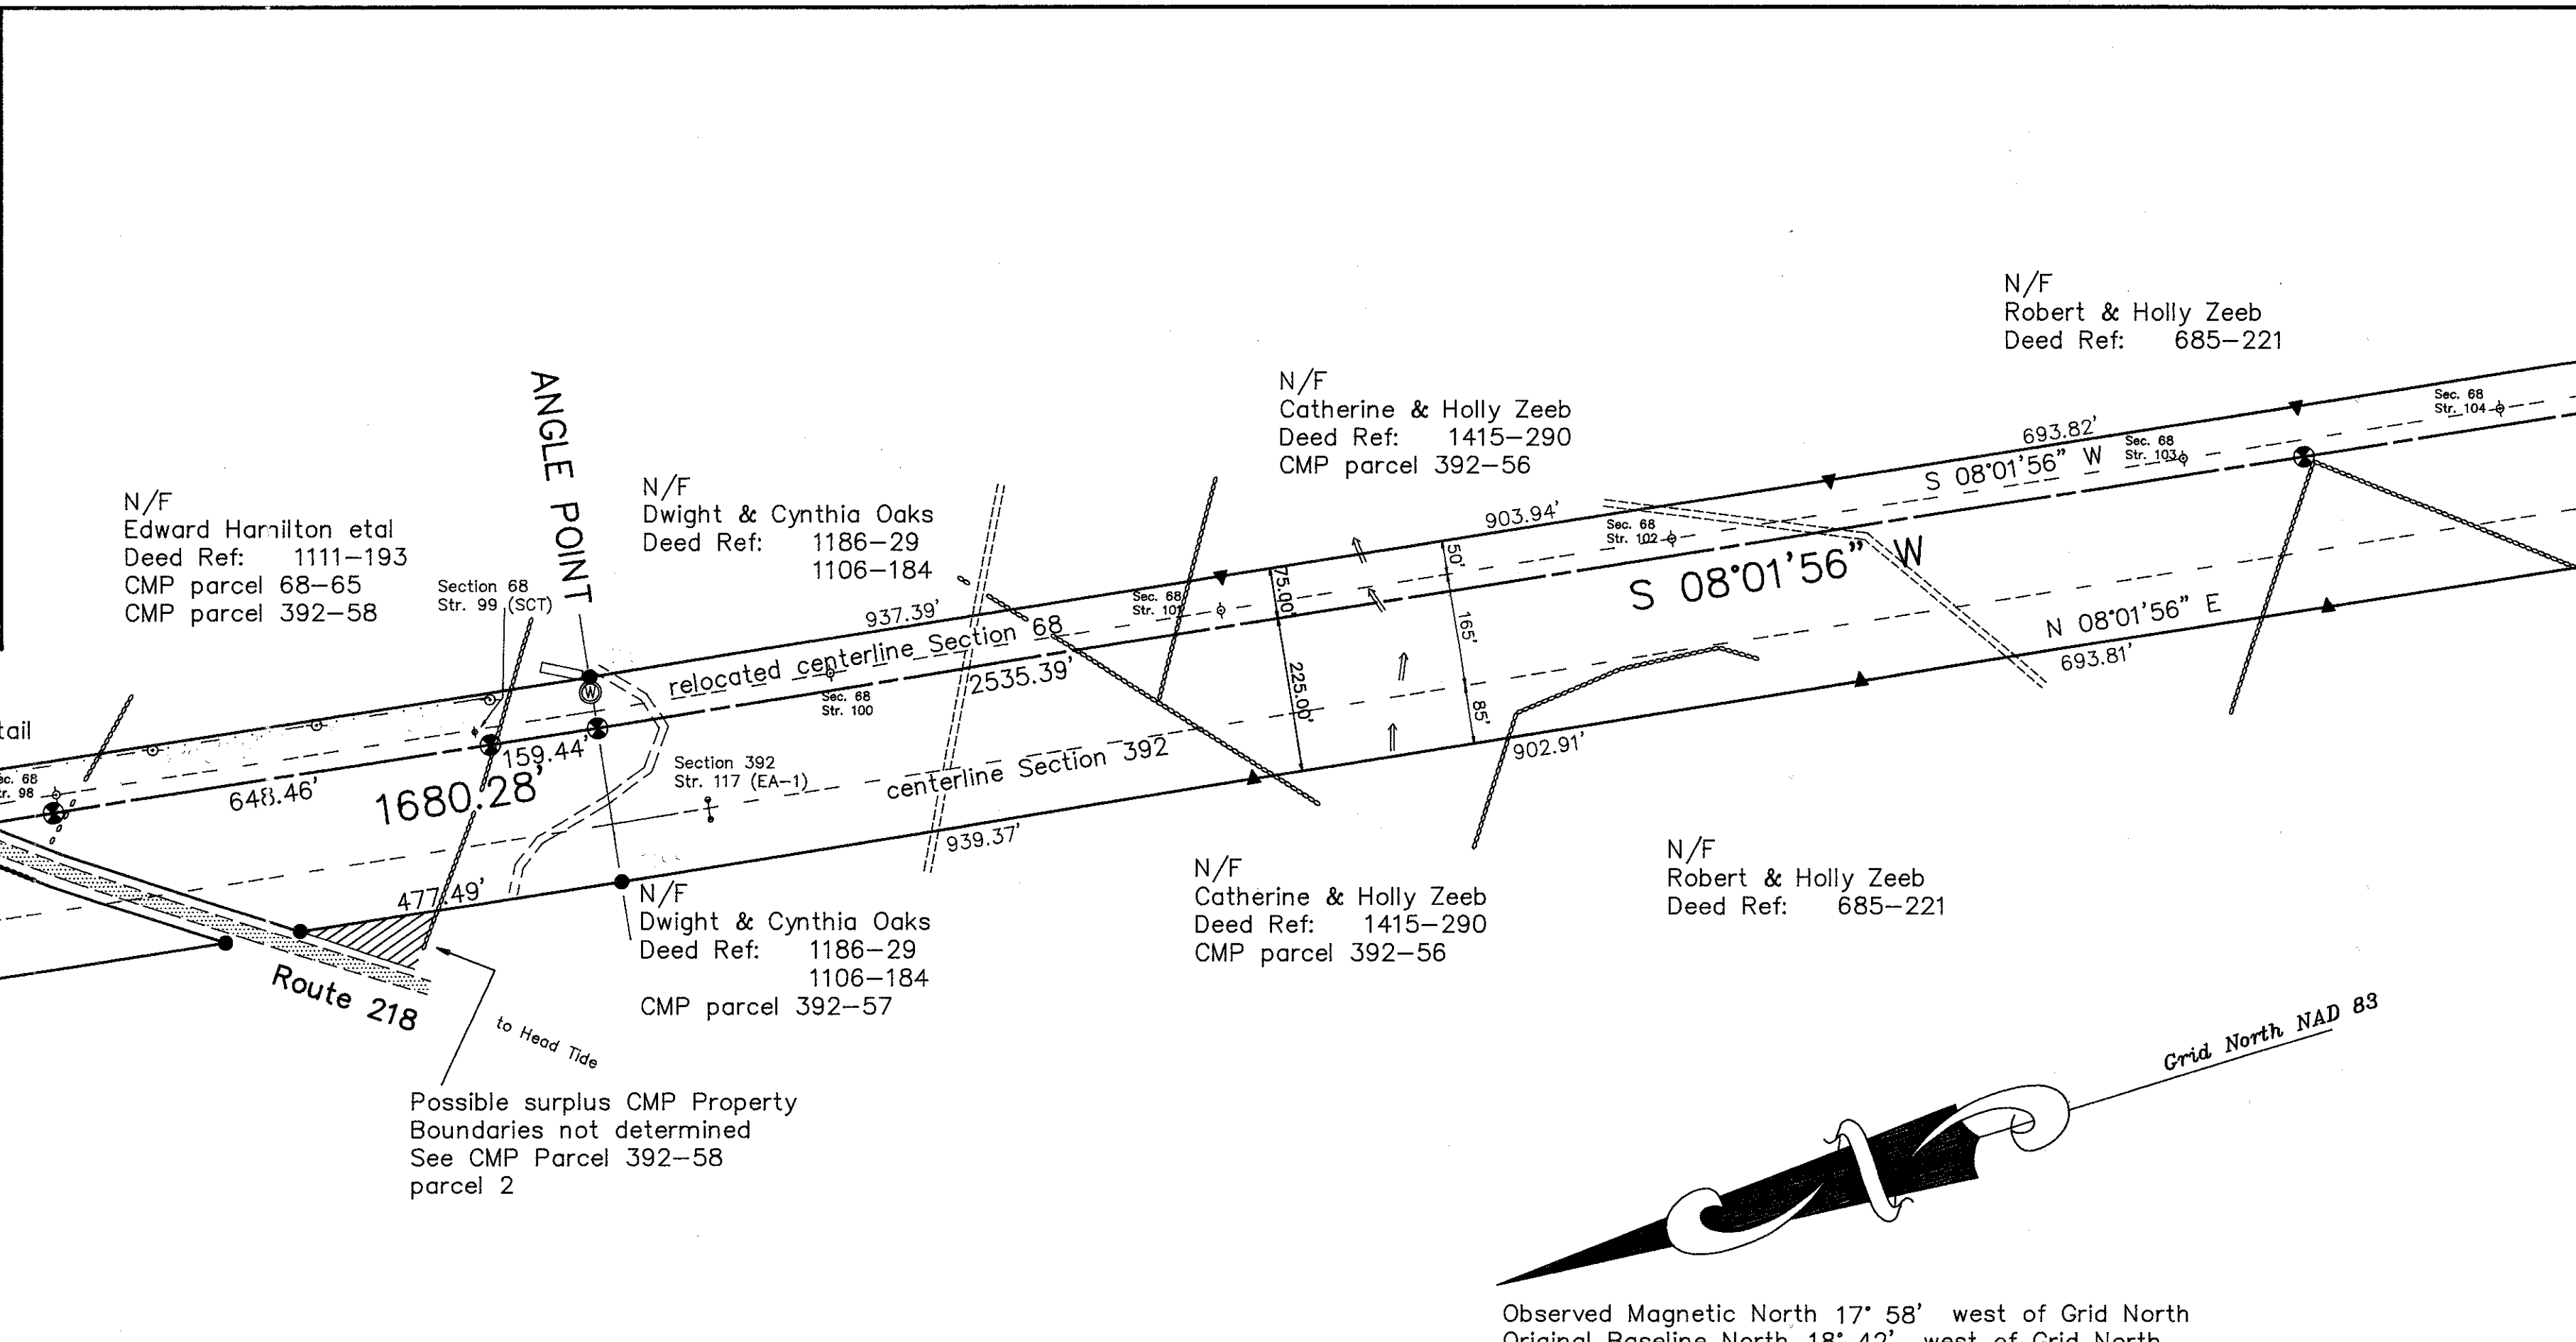 N/F
Robert & Holly Zeeb
Deed Ref: 685-221
N/F
Catherine & Holly Zeeb
Deed Ref: 1415-290
CMP parcel 392-56
N/F
Dwight & Cynthia Oaks
Deed Ref: 1186-29
1106-184
N/F
Edward Hamilton etal
Deed Ref: 1111-193
CMP parcel 68-65
CMP parcel 392-58
ANGLE POINT
Section 68
Str. 99 (SCT)
Sec. 68
Str. 104
693.82'
S 08°01'56" W
Sec. 68
Str. 103
903.94'
Sec. 68
Str. 102
S 08°01'56" W
50'
165'
85'
75.00'
225.00'
Sec. 68
Str. 101
937.39'
relocated centerline Section 68
2535.39'
Sec. 68
Str. 100
W
159.44'
1680.28'
648.46'
Section 392
Str. 117 (EA-1)
centerline Section 392
N 08°01'56" E
693.81'
902.91'
939.37'
477.49'
Route 218
to Head Tide
N/F
Dwight & Cynthia Oaks
Deed Ref: 1186-29
1106-184
CMP parcel 392-57
N/F
Catherine & Holly Zeeb
Deed Ref: 1415-290
CMP parcel 392-56
N/F
Robert & Holly Zeeb
Deed Ref: 685-221
Possible surplus CMP Property
Boundaries not determined
See CMP Parcel 392-58
parcel 2
Grid North NAD 83
Observed Magnetic North 17° 58' west of Grid North
Original Baseline North 18° 42' west of Grid North